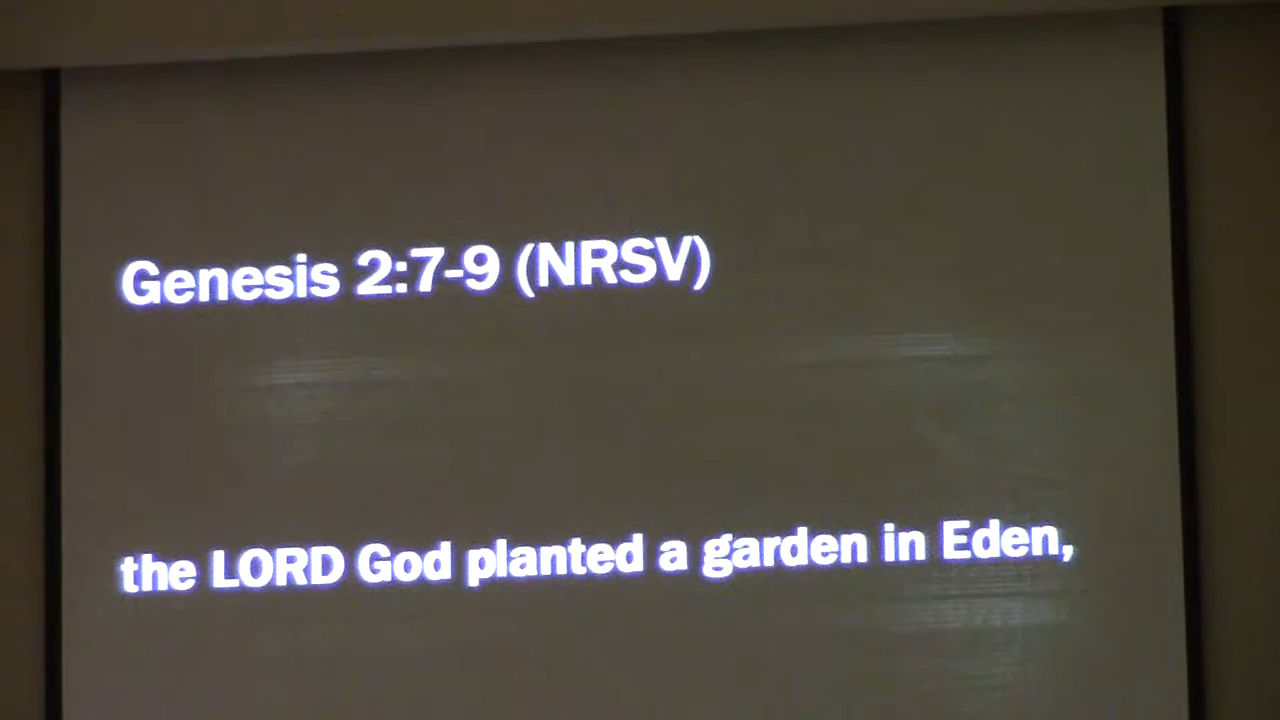 Genesis 2:7-9 (NRSV)
the LORD God planted a garden in Eden,